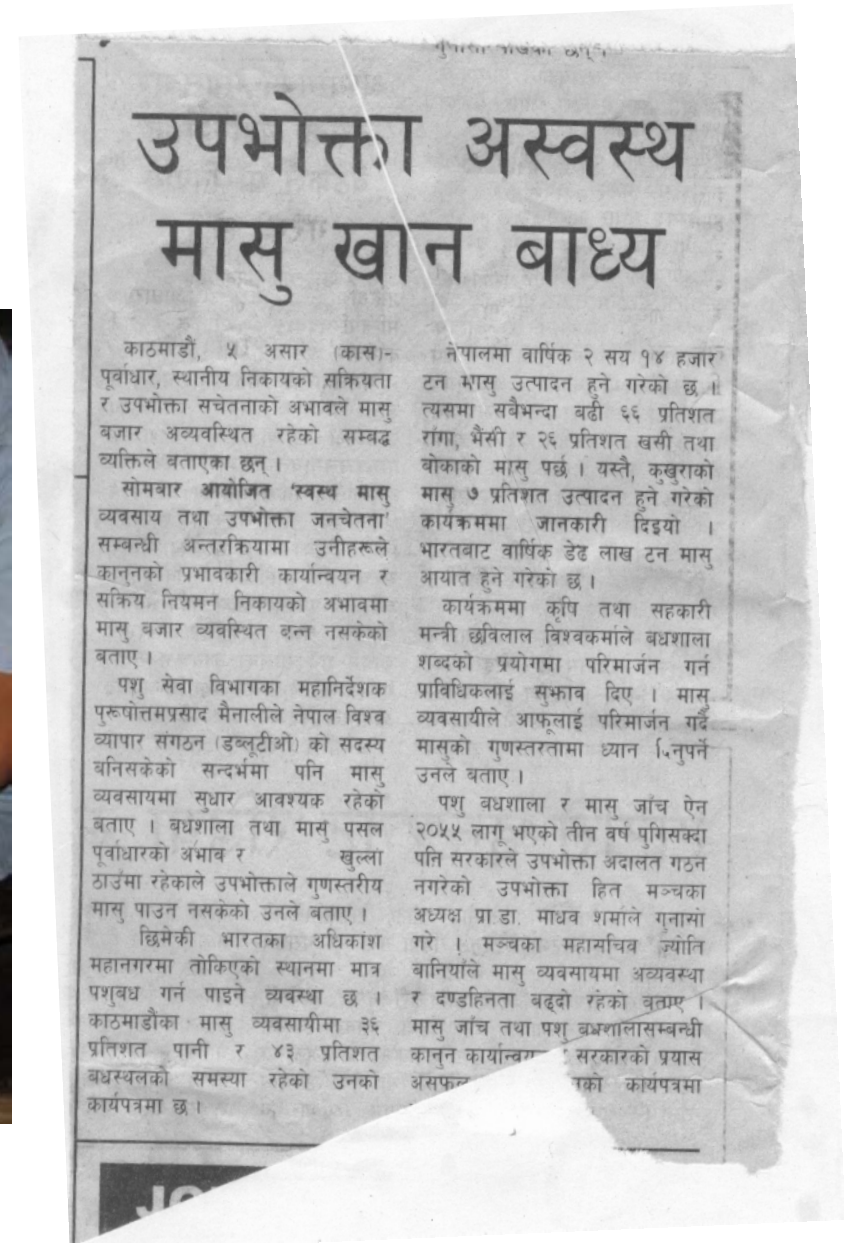 उपभोक्ता अस्वस्थ
मासु खान बाध्य
काठमाडौं, ५ असार (कास)-
पूर्वाधार, स्थानीय निकायको सक्रियता
र उपभोक्ता सचेतनाको अभावले मासु
बजार अव्यवस्थित रहेको सम्बद्ध
व्यक्तिले बताएका छन् ।
सोमबार आयोजित 'स्वस्थ मासु
व्यवसाय तथा उपभोक्ता जनचेतना'
सम्बन्धी अन्तरक्रियामा उनीहरूले
कानुनको प्रभावकारी कार्यान्वयन र
सक्रिय नियमन निकायको अभावमा
मासु बजार व्यवस्थित बन्न नसकेको
बताए ।
पशु सेवा विभागका महानिर्देशक
पुरूषोत्तमप्रसाद मैनालीले नेपाल विश्व
व्यापार संगठन (डब्लूटीओ) को सदस्य
बनिसकेको सन्दर्भमा पनि मासु
व्यवसायमा सुधार आवश्यक रहेको
बताए । बधशाला तथा मासु पसल
पूर्वाधारको अभाव र खुल्ला
ठाउँमा रहेकाले उपभोक्ताले गुणस्तरीय
मासु पाउन नसकेको उनले बताए ।
छिमेकी भारतका अधिकांश
महानगरमा तोकिएको स्थानमा मात्र
पशुबध गर्न पाइने व्यवस्था छ ।
काठमाडौंका मासु व्यवसायीमा ३६
प्रतिशत पानी र ४३ प्रतिशत
बधस्थलको समस्या रहेको उनको
कार्यपत्रमा छ ।
नेपालमा वार्षिक २ सय १४ हजार
टन मासु उत्पादन हुने गरेको छ ।
त्यसमा सबैभन्दा बढी ६६ प्रतिशत
रांगा, भैंसी र २६ प्रतिशत खसी तथा
बोकाको मासु पर्छ । यस्तै, कुखुराको
मासु ७ प्रतिशत उत्पादन हुने गरेको
कार्यक्रममा जानकारी दिइयो ।
भारतबाट वार्षिक डेढ लाख टन मासु
आयात हुने गरेको छ ।
कार्यक्रममा कृषि तथा सहकारी
मन्त्री छविलाल विश्वकर्माले बधशाला
शब्दको प्रयोगमा परिमार्जन गर्न
प्राविधिकलाई सुझाव दिए । मासु
व्यवसायीले आफूलाई परिमार्जन गर्दै
मासुको गुणस्तरतामा ध्यान दिनुपर्ने
उनले बताए ।
पशु बधशाला र मासु जाँच ऐन
२०५५ लागू भएको तीन वर्ष पुगिसक्दा
पनि सरकारले उपभोक्ता अदालत गठन
नगरेको उपभोक्ता हित मञ्चका
अध्यक्ष प्रा.डा. माधव शर्माले गुनासो
गरे । मञ्चका महासचिव ज्योति
बानियाँले मासु व्यवसायमा अव्यवस्था
र दण्डहिनता बढ्दो रहेको बताए ।
मासु जाँच तथा पशु बधशालासम्बन्धी
कानुन सरकारको प्रयास
कार्यपत्रमा